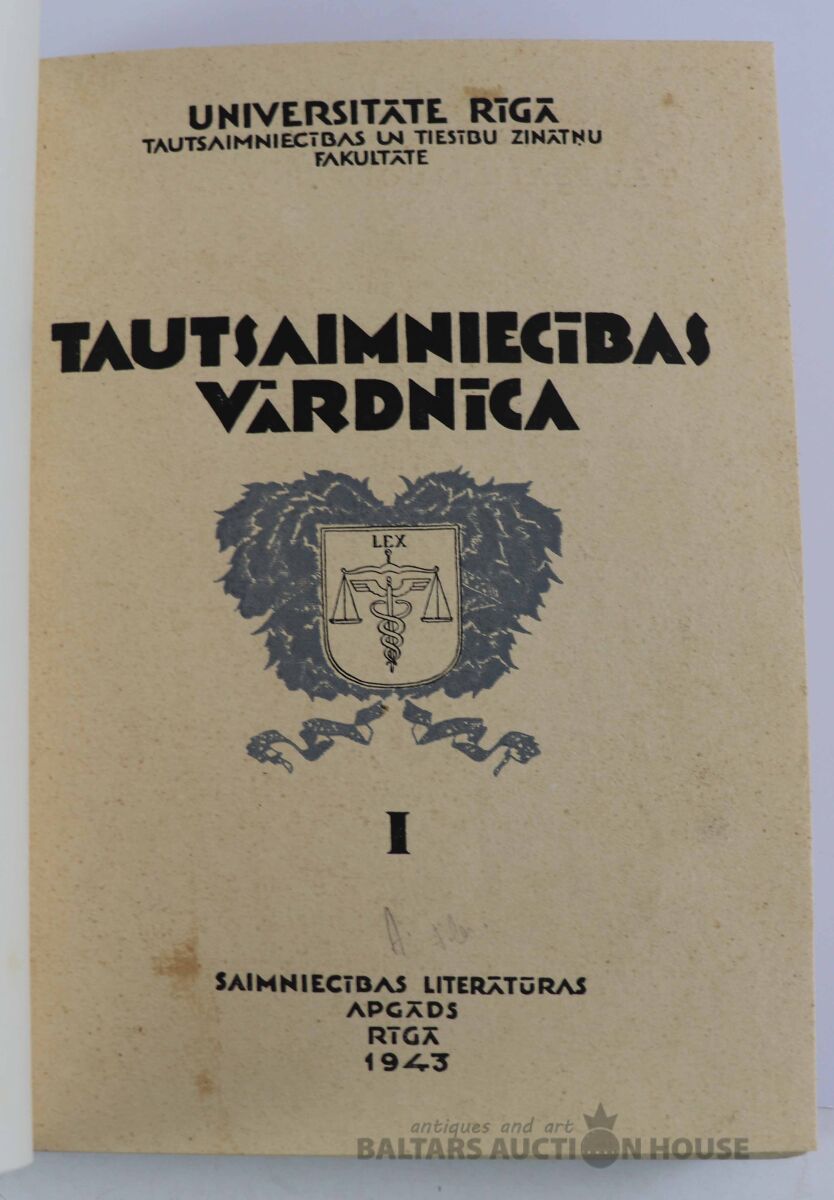 UNIVERSITĀTE RĪGĀ
TAUTSAIMNIECĪBAS UN TIESĪBU ZINĀTŅU
FAKULTĀTE
TAUTSAIMNIECĪBAS
VĀRDNĪCA
LEX
I
SAIMNIECĪBAS LITERĀTŪRAS
APGĀDS
RĪGĀ
1943
antiques and art
BALTARS AUCTION HOUSE